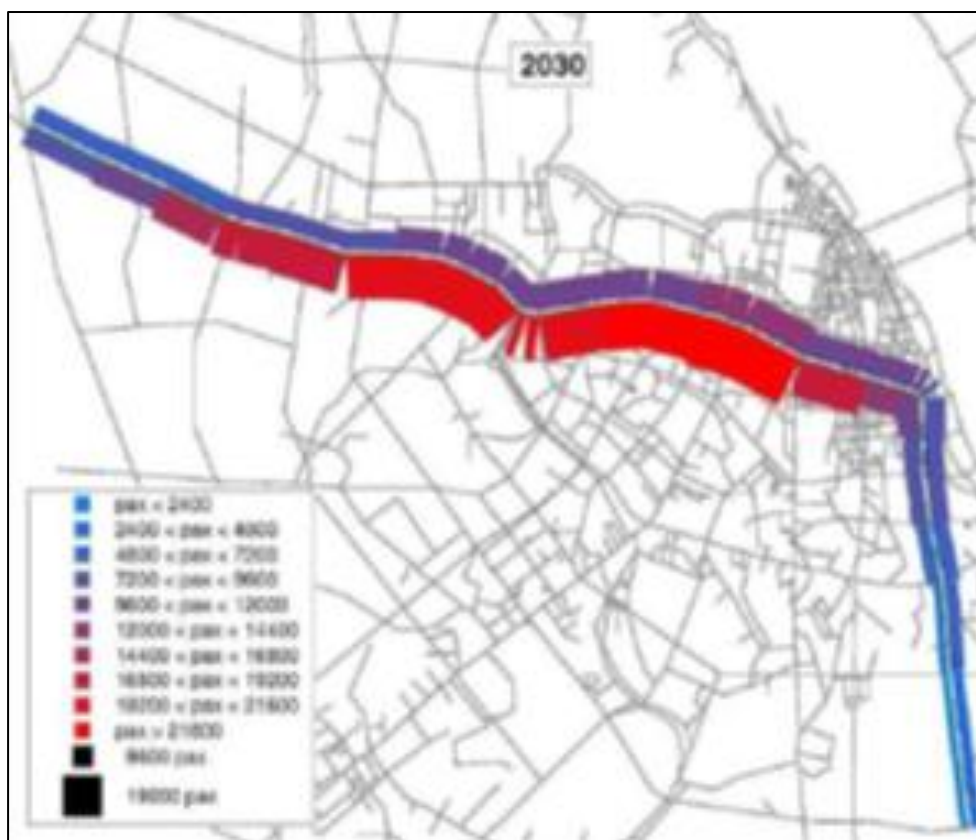 2030
pax < 2400
2400 < pax < 4800
4800 < pax < 7200
7200 < pax < 9600
9600 < pax < 12000
12000 < pax < 14400
14400 < pax < 16800
16800 < pax < 19200
19200 < pax < 21600
pax > 21600
9600 pax
pax